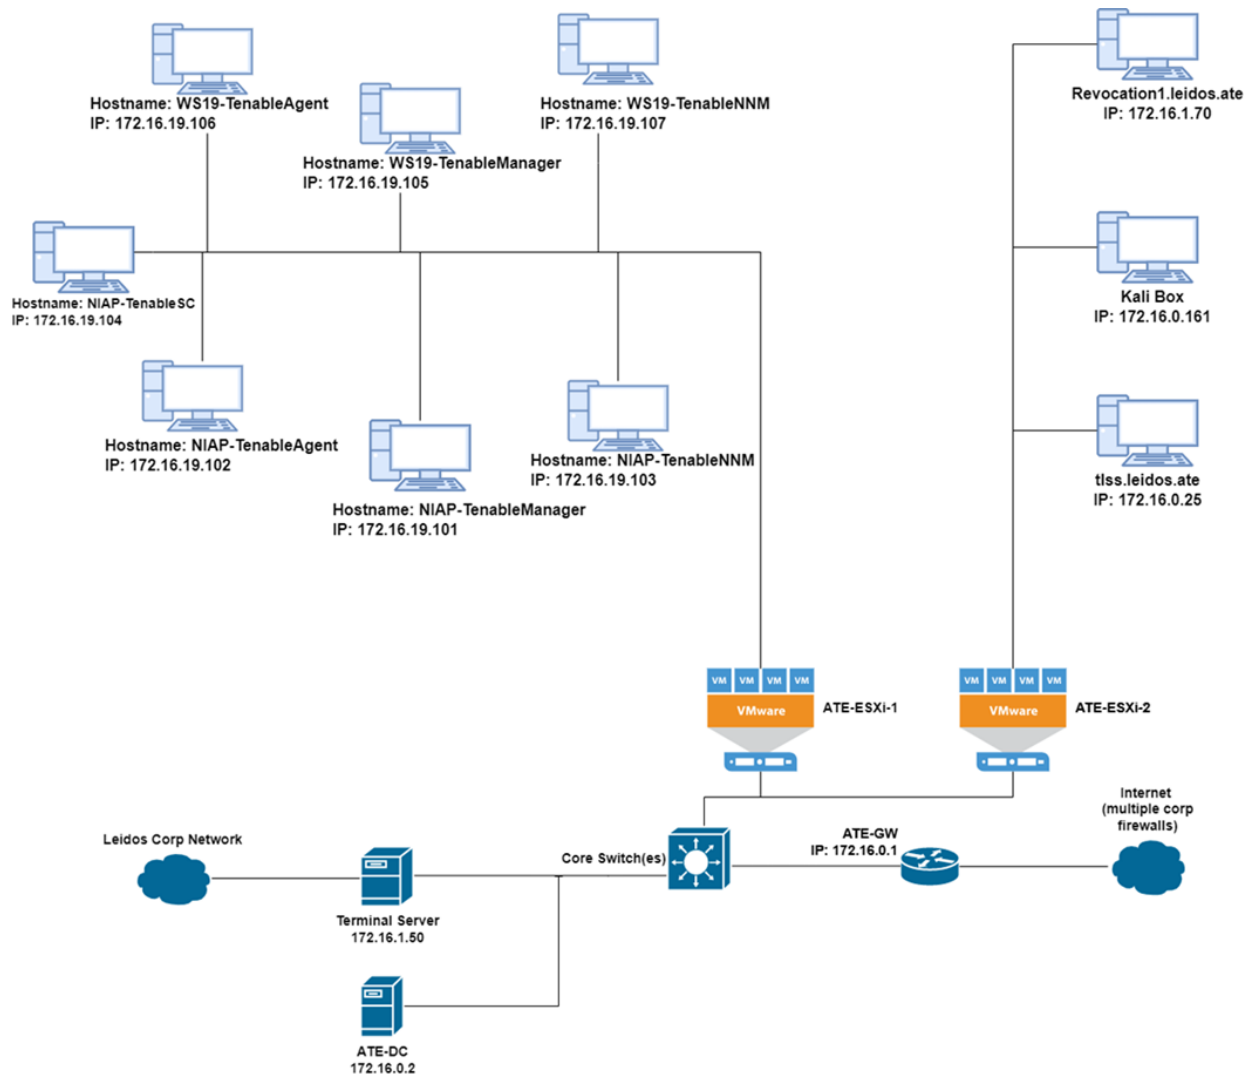 Hostname: WS19-TenableAgent
IP: 172.16.19.106
Hostname: WS19-TenableManager
IP: 172.16.19.105
Hostname: WS19-TenableNNM
IP: 172.16.19.107
Revocation1.leidos.ate
IP: 172.16.1.70
Hostname: NIAP-TenableSC
IP: 172.16.19.104
Kali Box
IP: 172.16.0.161
Hostname: NIAP-TenableAgent
IP: 172.16.19.102
Hostname: NIAP-TenableManager
IP: 172.16.19.101
Hostname: NIAP-TenableNNM
IP: 172.16.19.103
tlss.leidos.ate
IP: 172.16.0.25
VM VM VM VM
VMware
ATE-ESXi-1
VM VM VM VM
VMware
ATE-ESXi-2
Leidos Corp Network
Terminal Server
172.16.1.50
Core Switch(es)
ATE-GW
IP: 172.16.0.1
Internet
(multiple corp
firewalls)
ATE-DC
172.16.0.2